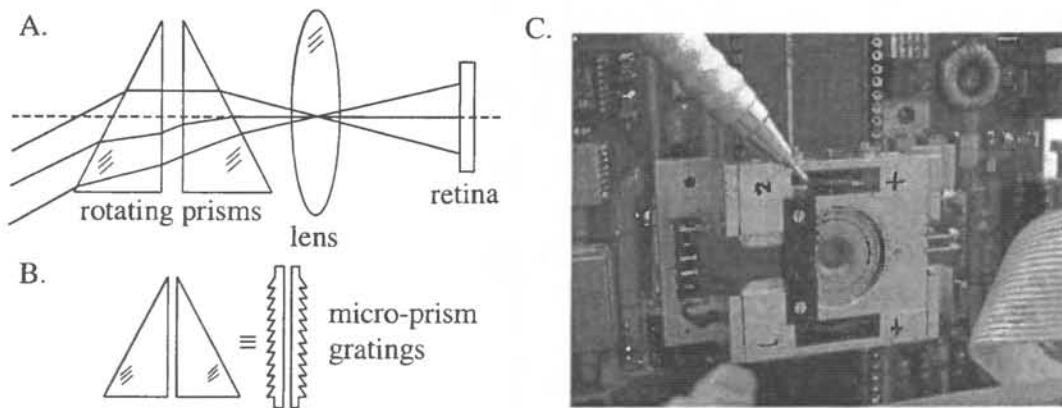 A.
rotating prisms
lens
retina
B.
≡
micro-prism
gratings
C.
2
+
L
+